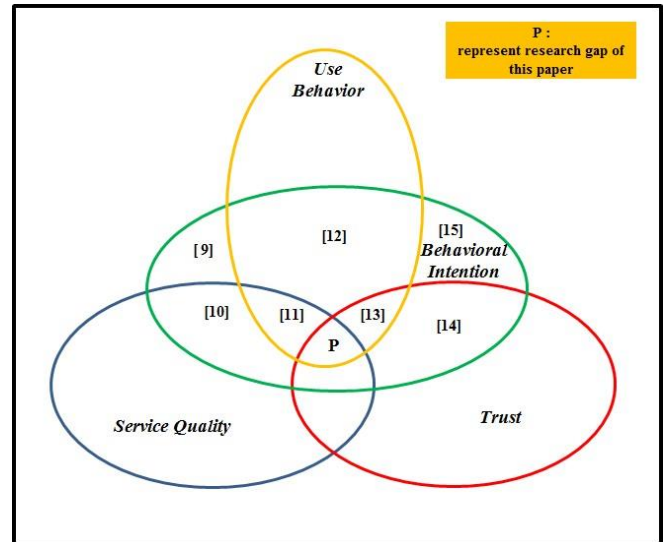 P :
represent research gap of
this paper
Use
Behavior
[15]
[12]
[9]
Behavioral
Intention
[10]
[11]
[13]
[14]
P
Service Quality
Trust